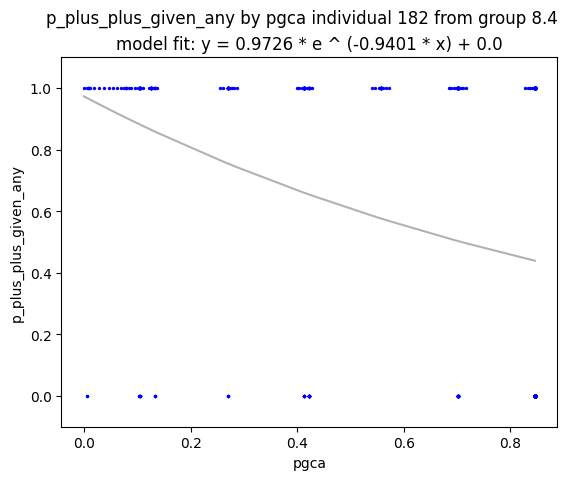 p_plus_plus_given_any by pgca individual 182 from group 8.4
model fit: y = 0.9726 * e ^ (-0.9401 * x) + 0.0
1.0
0.8
0.6
0.4
0.2
0.0
p_plus_plus_given_any
0.0 0.2 0.4 0.6 0.8
pgca